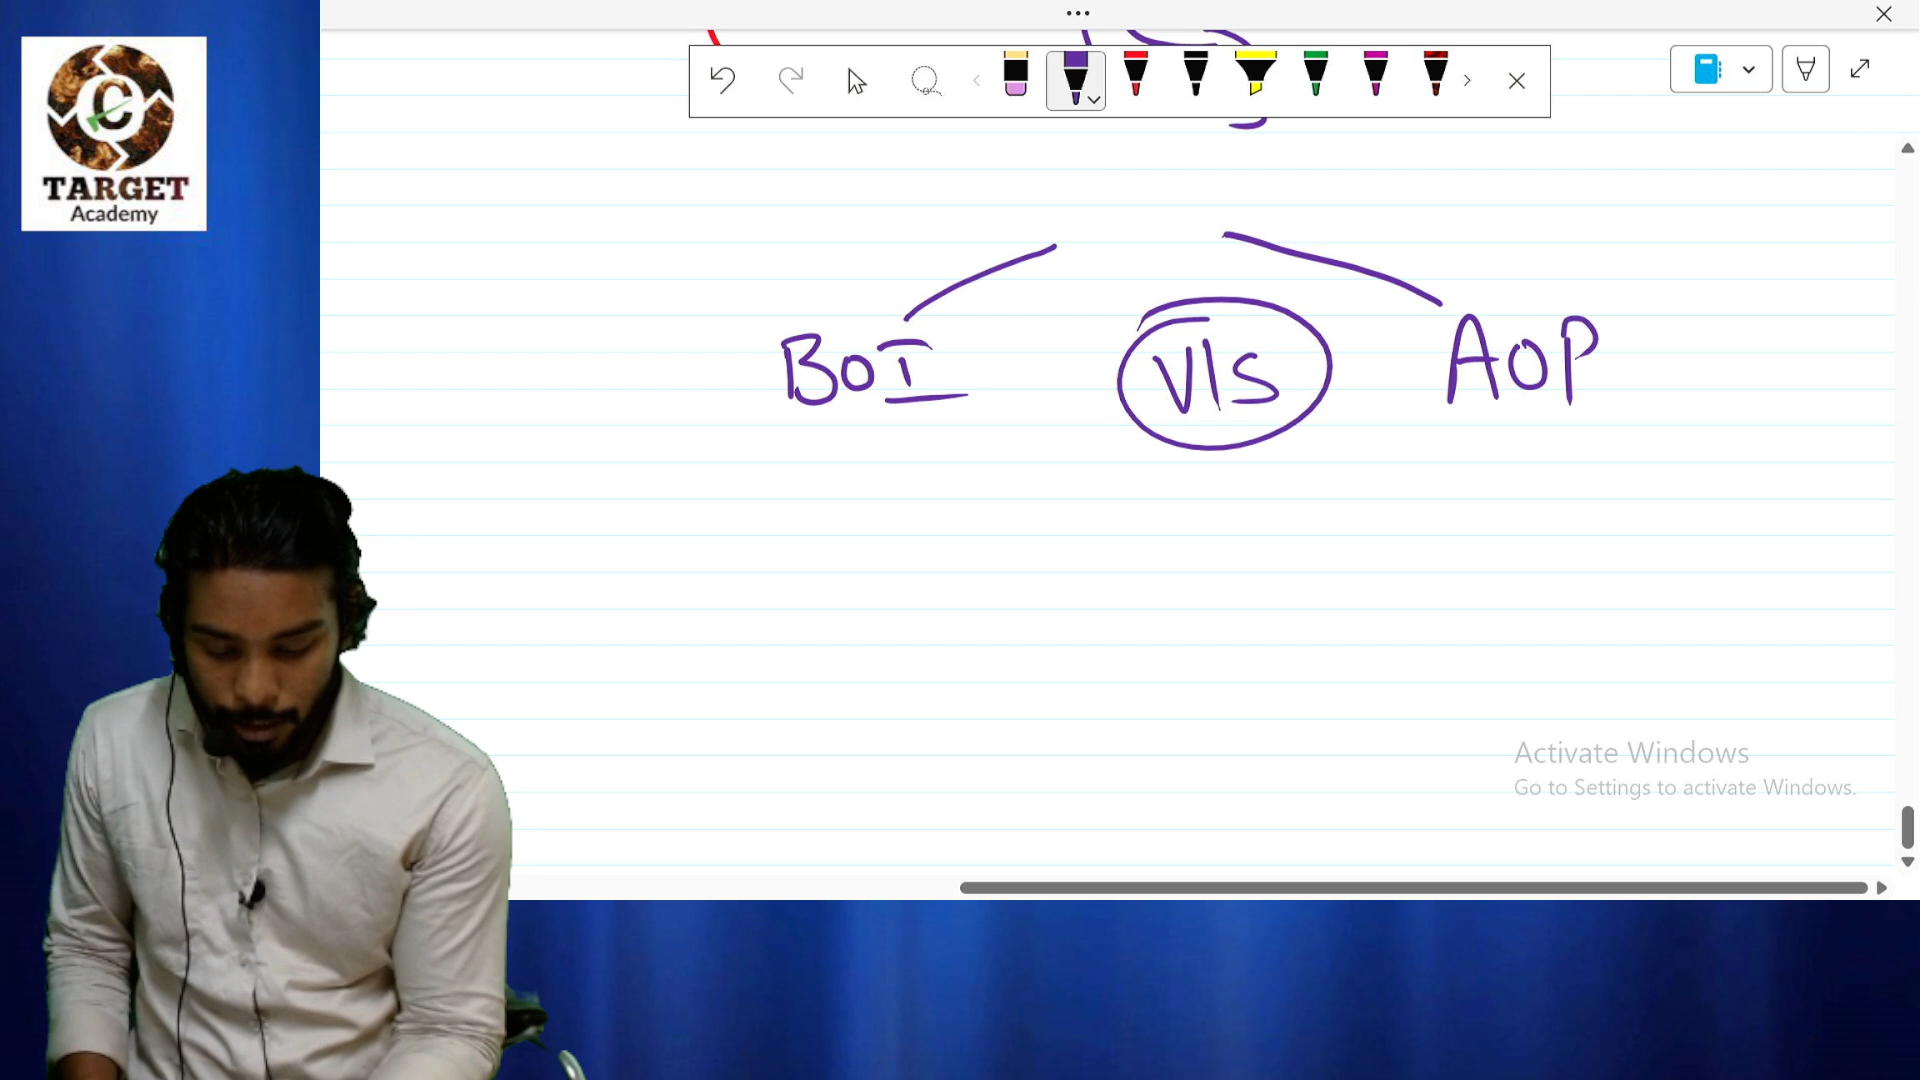 C
TARGET
Academy
BoI V/S AoP
Activate Windows
Go to Settings to activate Windows.